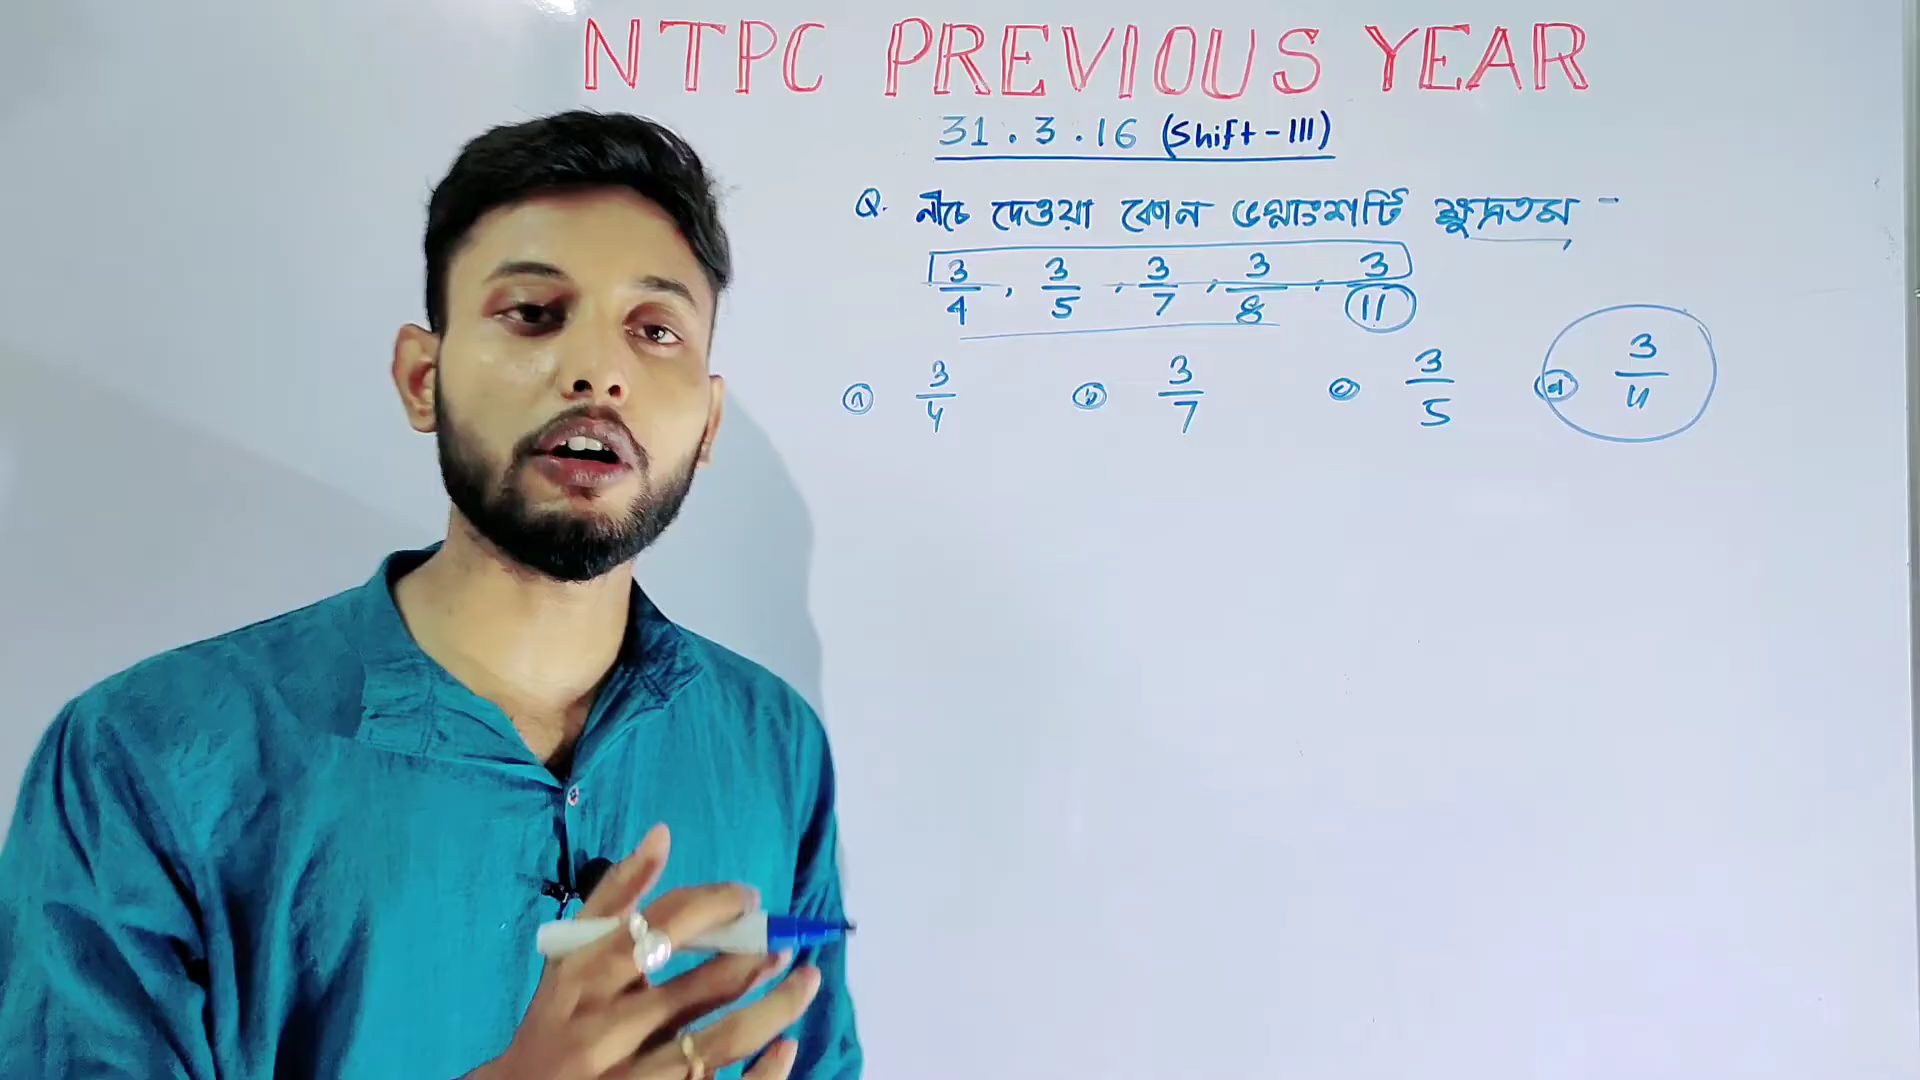 NTPC PREVIOUS YEAR
31.3.16 (Shift-III)
Q. নীচে দেওয়া কোন ভগ্নাংশটি ক্ষুদ্রতম -
3/4, 3/5, 3/7, 3/8, 3/11
(a) 3/4 (b) 3/7 (c) 3/5 (d) 3/11